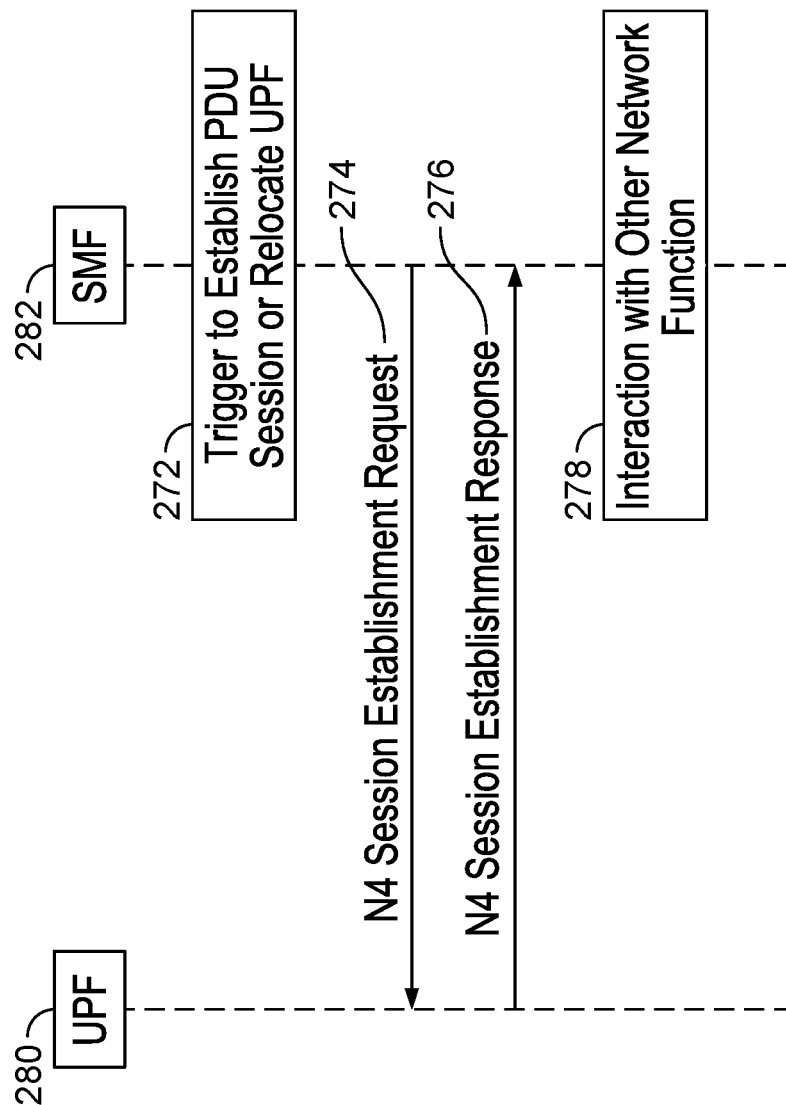 280
UPF
282
SMF
272
Trigger to Establish PDU
Session or Relocate UPF
N4 Session Establishment Request
274
N4 Session Establishment Response
276
278
Interaction with Other Network
Function